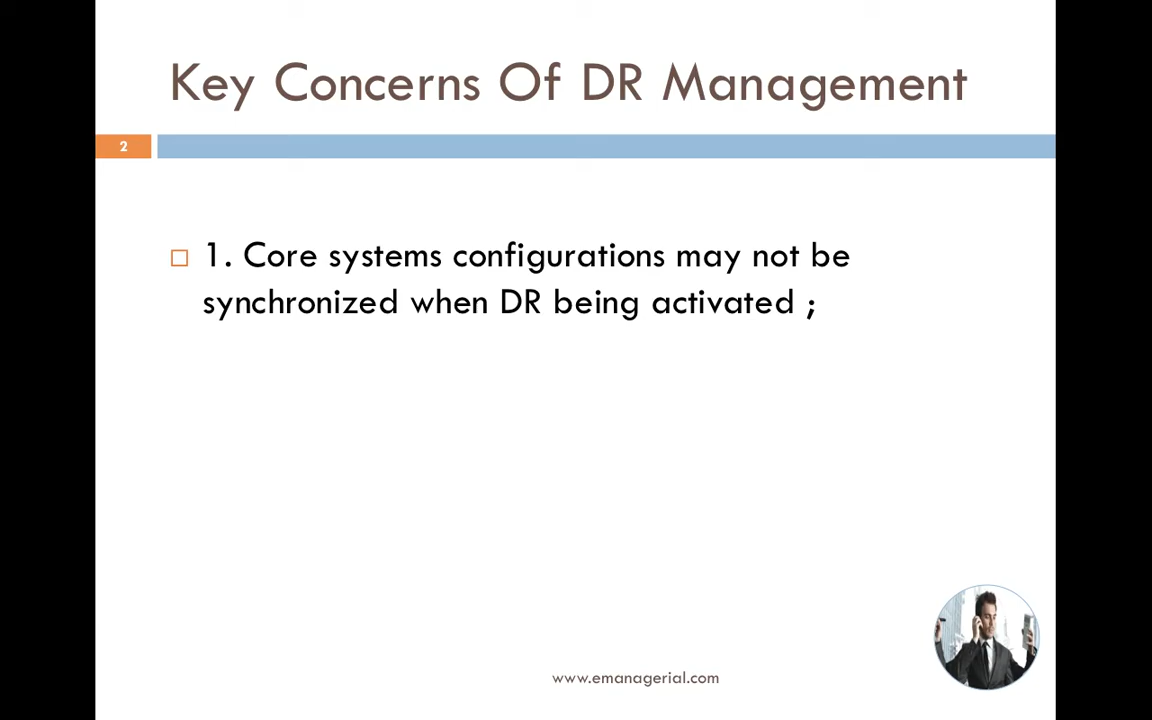 Key Concerns Of DR Management
2
1. Core systems configurations may not be
synchronized when DR being activated ;
www.emanagerial.com